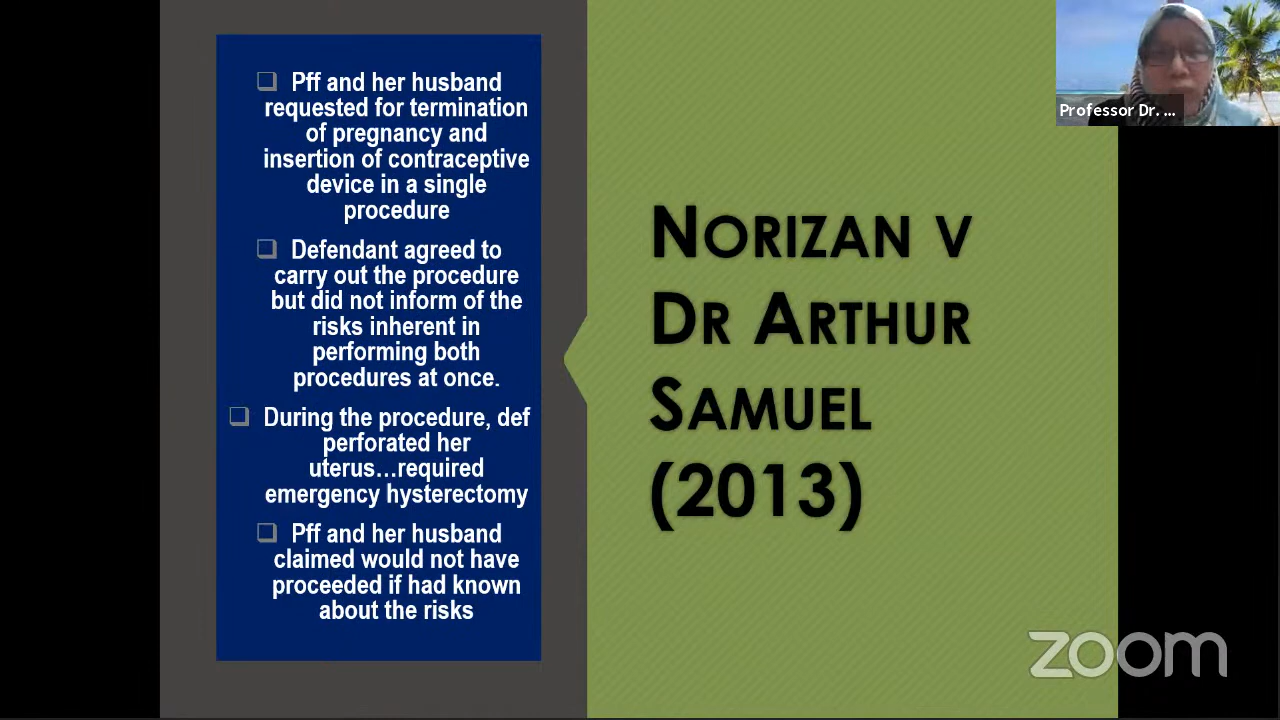 ❑ Pff and her husband
requested for termination
of pregnancy and
insertion of contraceptive
device in a single
procedure
❑ Defendant agreed to
carry out the procedure
but did not inform of the
risks inherent in
performing both
procedures at once.
❑ During the procedure, def
perforated her
uterus...required
emergency hysterectomy
❑ Pff and her husband
claimed would not have
proceeded if had known
about the risks
NORIZAN V
DR ARTHUR
SAMUEL
(2013)
Professor Dr. ...
zoom